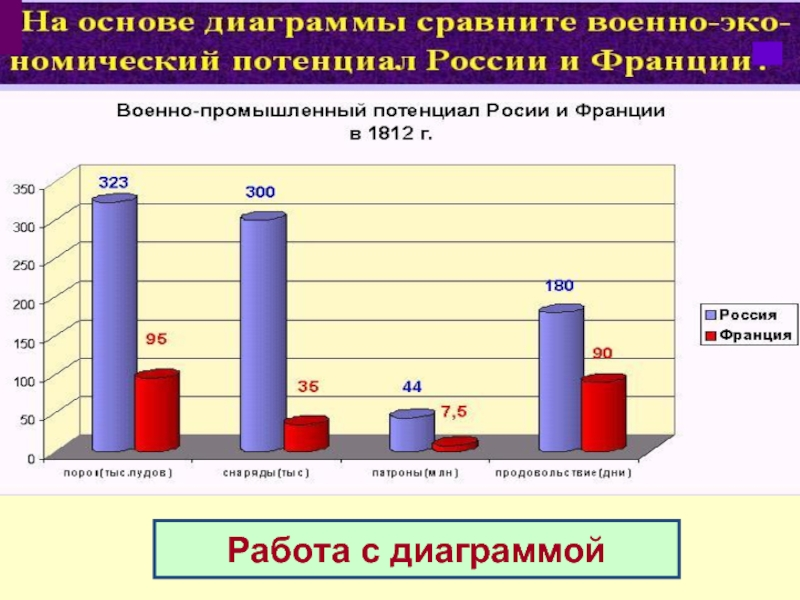 На основе диаграммы сравните военно-эко-
номический потенциал России и Франции .
Военно-промышленный потенциал Росии и Франции
в 1812 г.
350
300
250
200
150
100
50
0
323
95
300
35
44
7,5
180
90
порох(тыс.пудов)
снаряды(тыс)
патроны(млн)
продовольствие(дни)
Россия
Франция
Работа с диаграммой